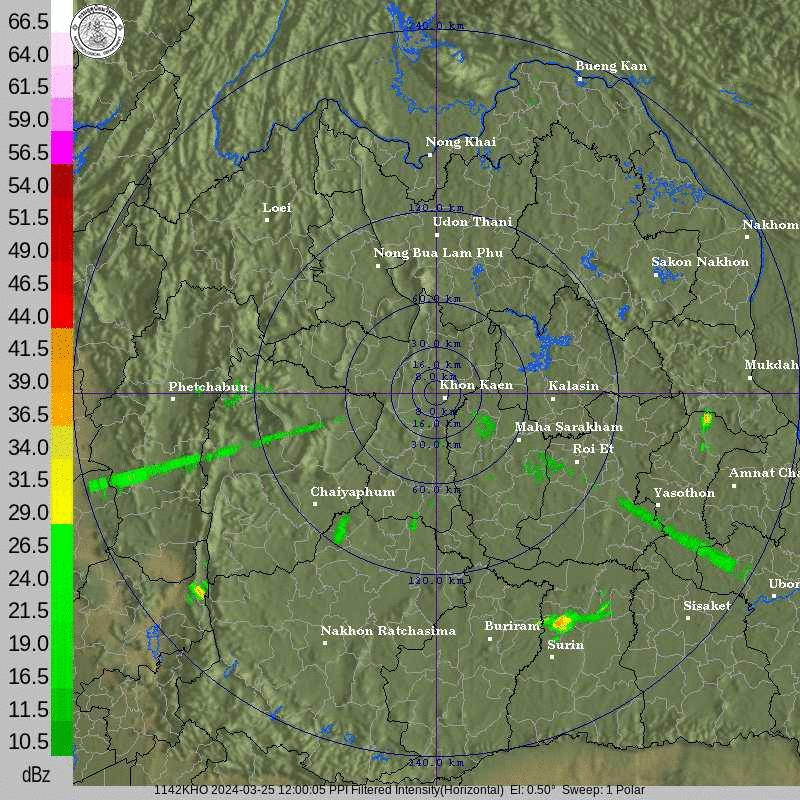 66.5
64.0
61.5
59.0
56.5
54.0
51.5
49.0
46.5
44.0
41.5
39.0
36.5
34.0
31.5
29.0
26.5
24.0
21.5
19.0
16.5
11.5
10.5
dBz
240.0 km
Bueng Kan
Nong Khai
Loei
120.0 km
Udon Thani
Nakhom
Nong Bua Lam Phu
Sakon Nakhon
60.0 km
30.0 km
16.0 km
8.0 km
Mukdah
Phetchabun
Khon Kaen
Kalasin
8.0 km
16.0 km
30.0 km
Maha Sarakham
Roi Et
60.0 km
Chaiyaphum
Yasothon
Amnat Cha
120.0 km
Ubon
Sisaket
Nakhon Ratchasima
Buriram
Surin
240.0 km
1142KHO 2024-03-25 12:00:05 PPI Filtered Intensity(Horizontal) El: 0.50° Sweep: 1 Polar